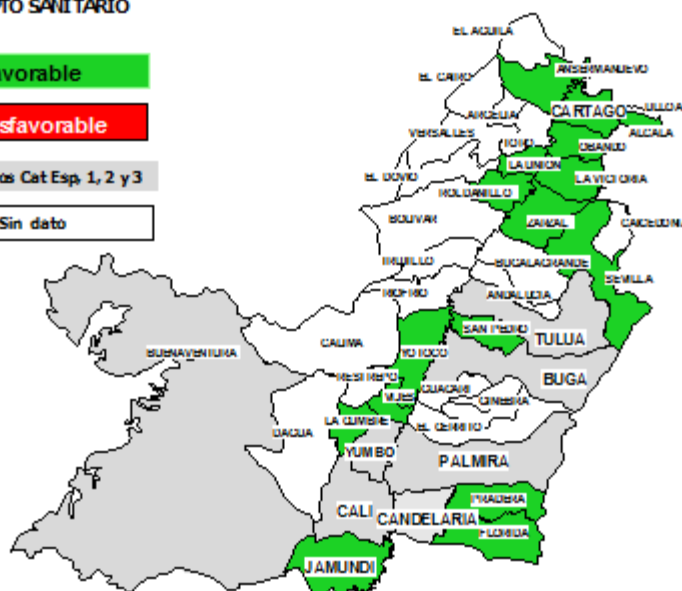 TO SANITARIO
vorable
sfavorable
os Cat Esp, 1, 2 y 3
Sin dato
EL AGUILA
ANSERMANUEVO
EL CAIRO
ARGELIA
CARTAGO
ULLOA
ALCALA
VERSALLES
TORO
OBANDO
LA UNION
EL DOVIO
LA VICTORIA
ROLDANILLO
BOLIVAR
ZARZAL
CAICEDONIA
TRUJILLO
BUGALAGRANDE
SEVILLA
RIOFRIO
ANDALUCIA
SAN PEDRO
TULUA
CALIMA
YOTOCO
BUENAVENTURA
RESTREPO
BUGA
GUACARI
VIJES
GINEBRA
LA CUMBRE
EL CERRITO
DAGUA
YUMBO
PALMIRA
PRADERA
CALI
CANDELARIA
FLORIDA
JAMUNDI